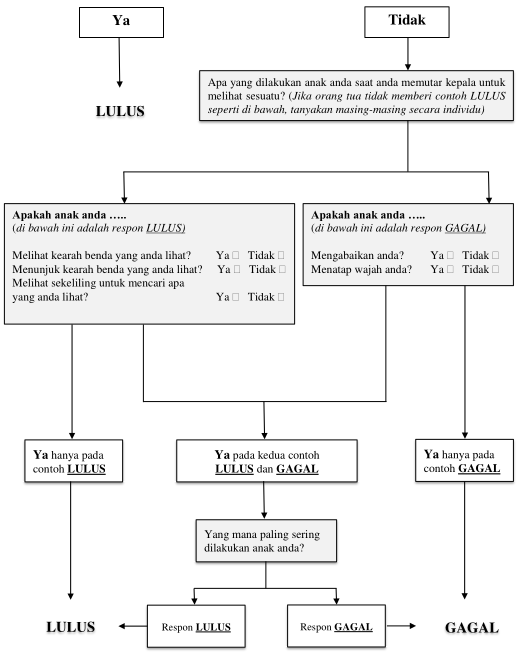 Ya
Tidak
LULUS
Apa yang dilakukan anak anda saat anda memutar kepala untuk
melihat sesuatu? (Jika orang tua tidak memberi contoh LULUS
seperti di bawah, tanyakan masing-masing secara individu)
Apakah anak anda …..
(di bawah ini adalah respon LULUS)
Melihat kearah benda yang anda lihat? Ya □ Tidak □
Menunjuk kearah benda yang anda lihat? Ya □ Tidak □
Melihat sekeliling untuk mencari apa
yang anda lihat? Ya □ Tidak □
Apakah anak anda …..
(di bawah ini adalah respon GAGAL)
Mengabaikan anda? Ya □ Tidak □
Menatap wajah anda? Ya □ Tidak □
Ya hanya pada
contoh LULUS
Ya pada kedua contoh
LULUS dan GAGAL
Ya hanya pada
contoh GAGAL
Yang mana paling sering
dilakukan anak anda?
LULUS
Respon LULUS
Respon GAGAL
GAGAL